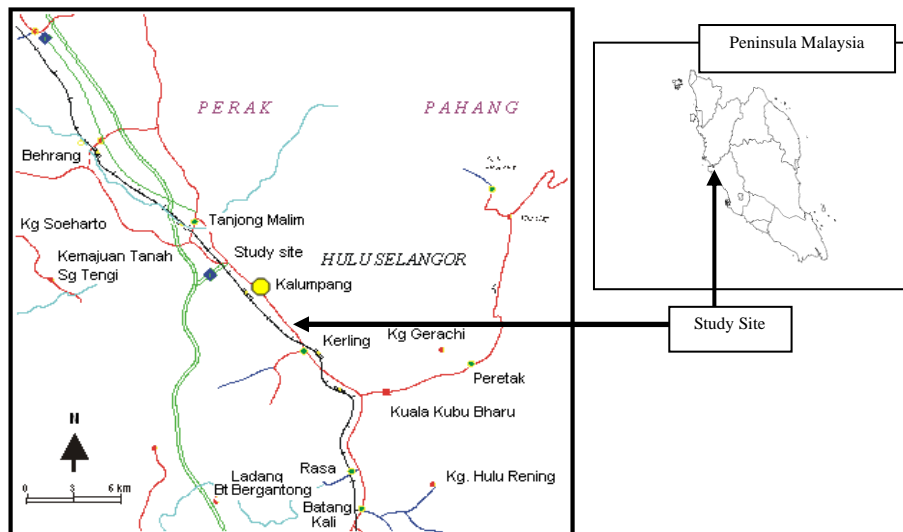 Peninsula Malaysia
PERAK
PAHANG
Behrang
Tanjong Malim
Kg Soeharto
Study site
Kemajuan Tanah
Sg Tengi
HULU SELANGOR
Kalumpang
Study Site
Kg Gerachi
Kerling
Peretak
Kuala Kubu Bharu
N
0 3 6 km
Ladang
Bt Bergantong
Rasa
Kg. Hulu Rening
Batang
Kali